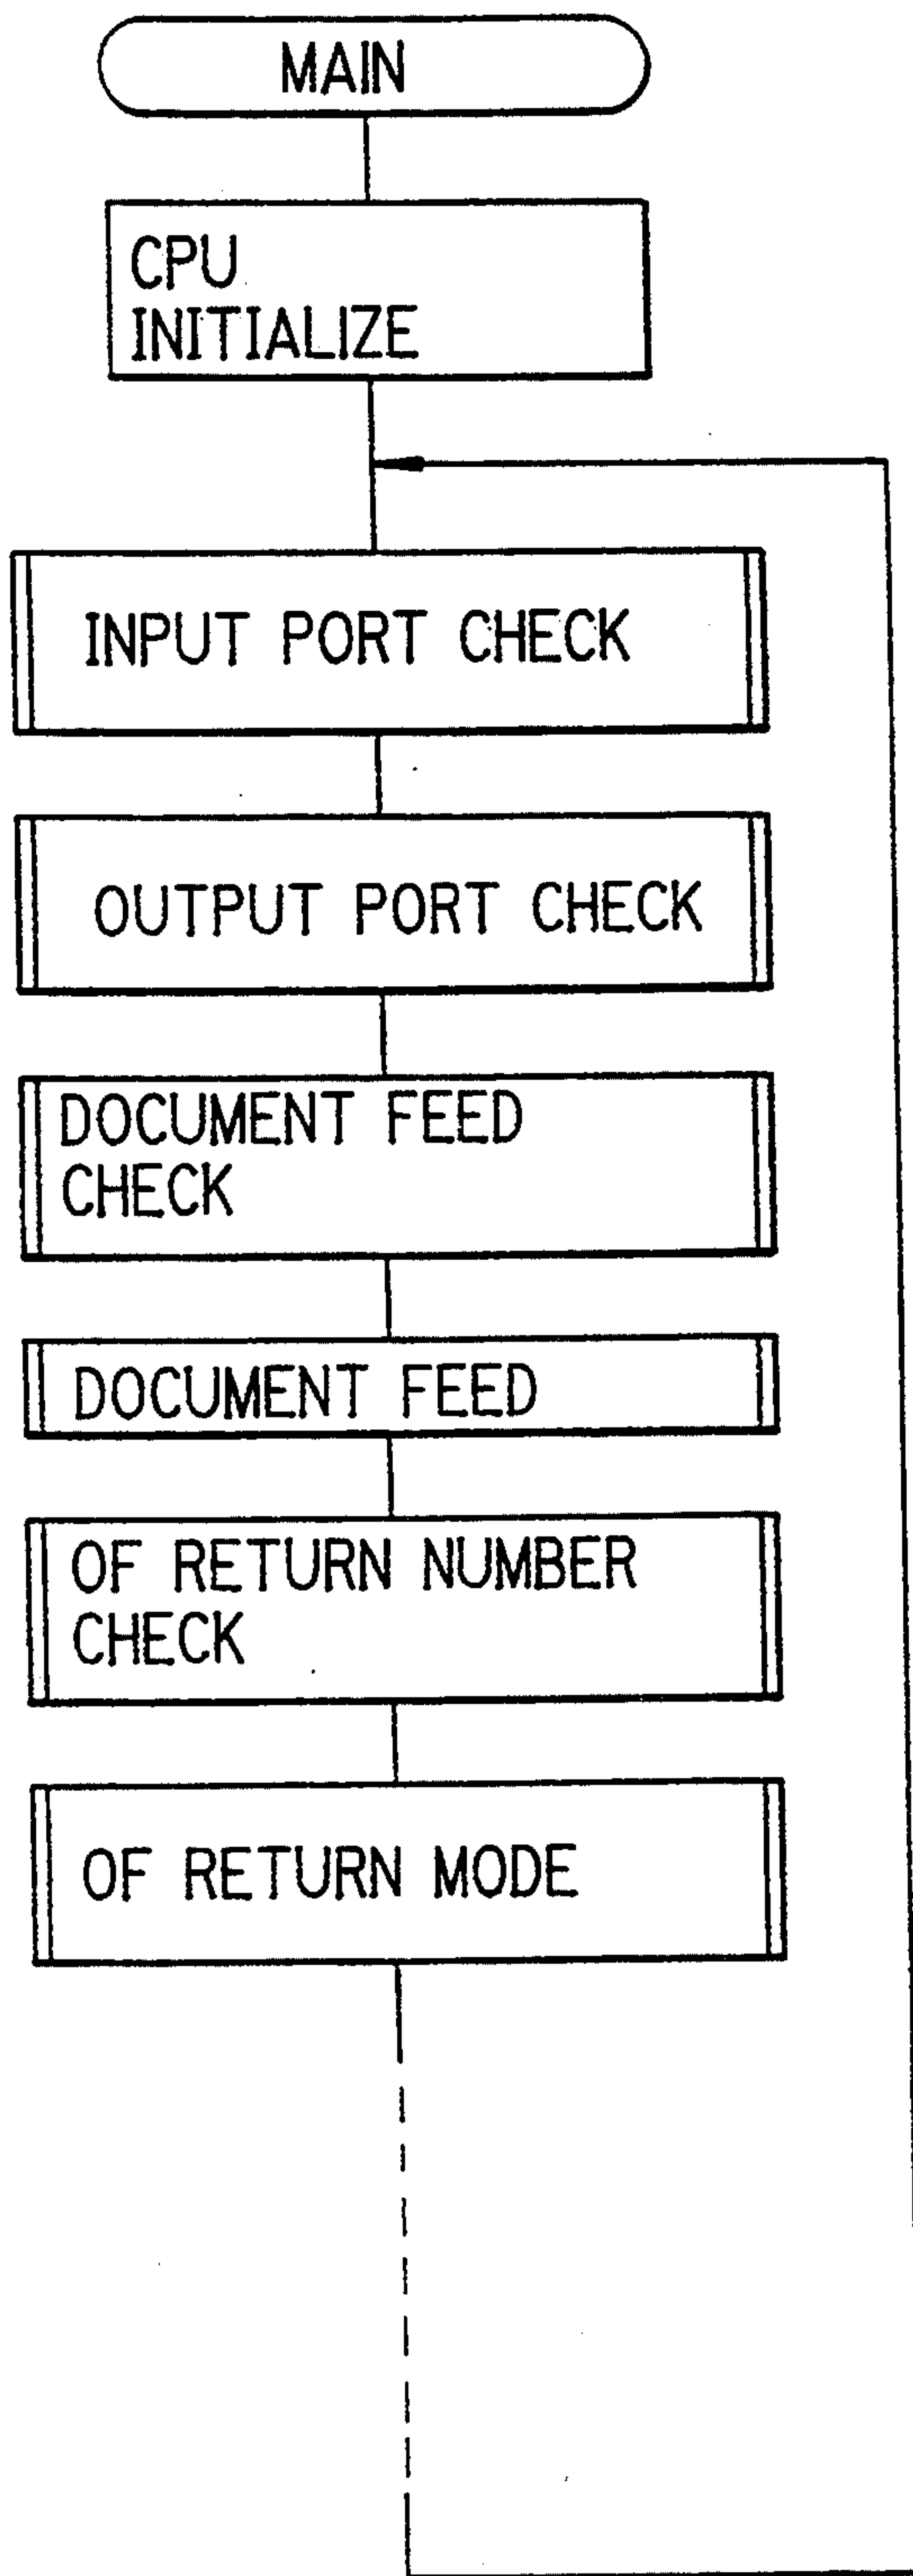 MAIN
CPU
INITIALIZE
INPUT PORT CHECK
OUTPUT PORT CHECK
DOCUMENT FEED
CHECK
DOCUMENT FEED
OF RETURN NUMBER
CHECK
OF RETURN MODE